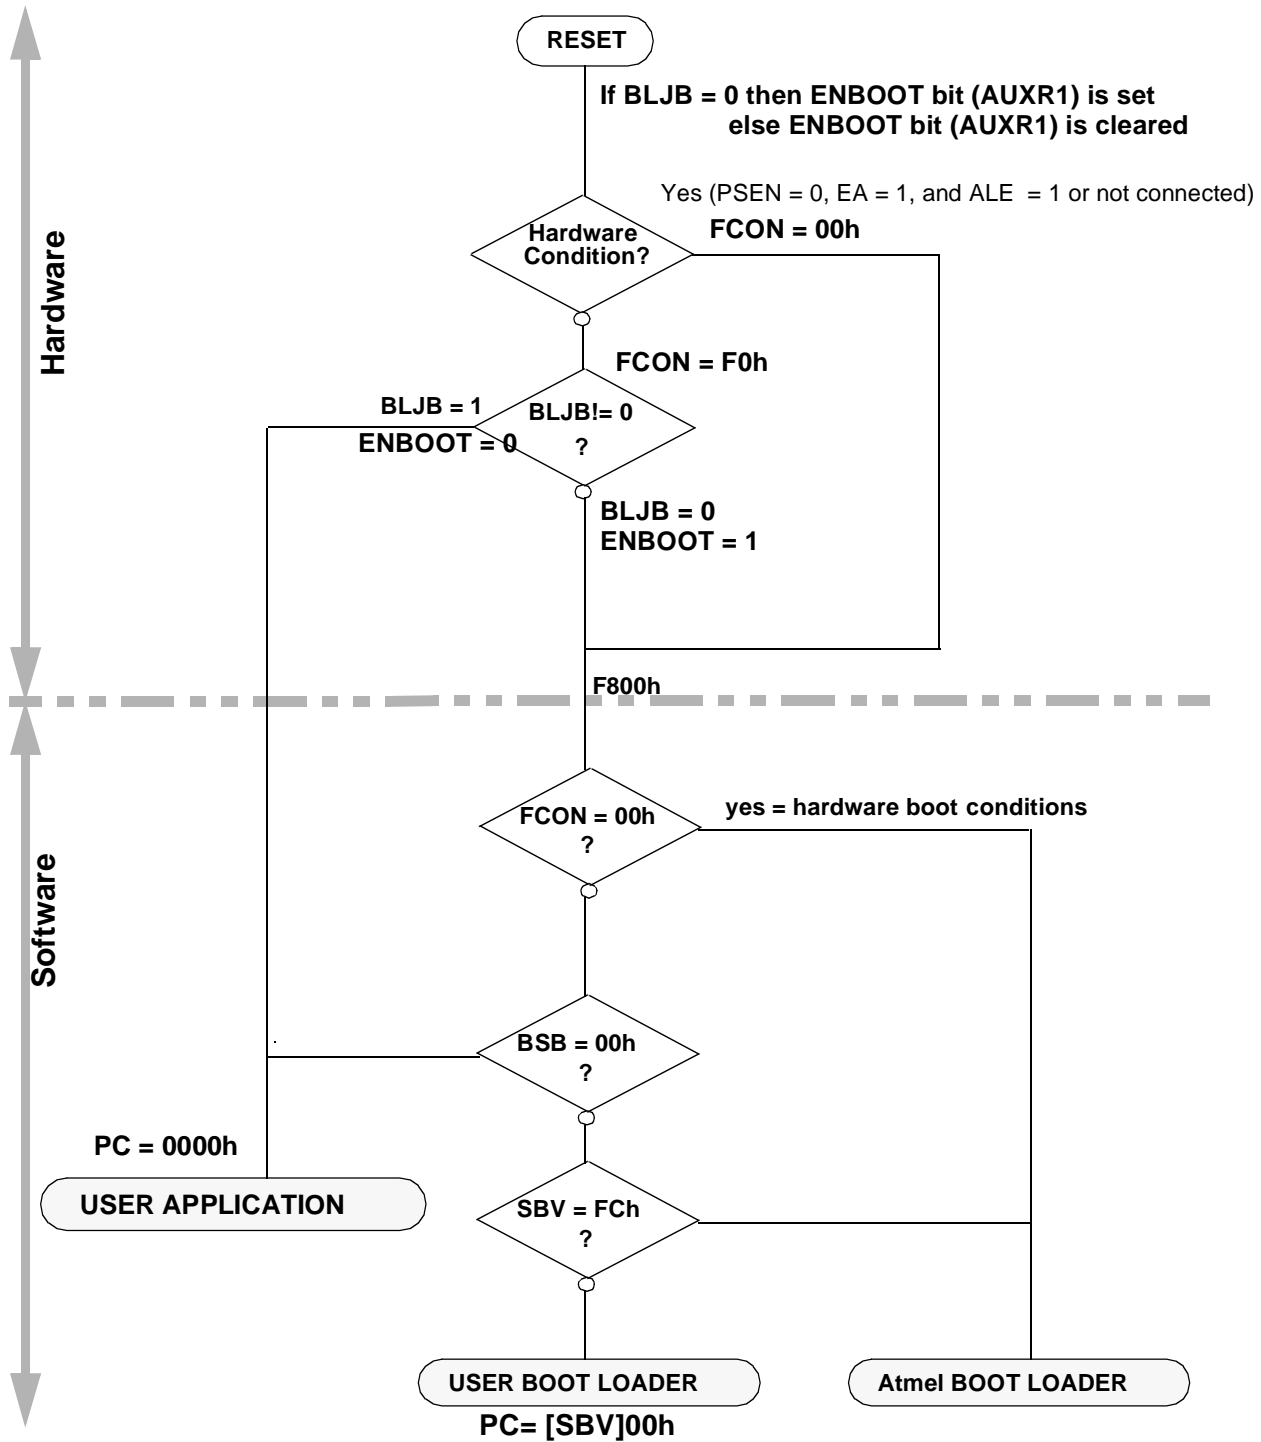 RESET
If BLJB = 0 then ENBOOT bit (AUXR1) is set
else ENBOOT bit (AUXR1) is cleared
Yes (PSEN = 0, EA = 1, and ALE = 1 or not connected)
FCON = 00h
Hardware
Condition?
Hardware
FCON = F0h
BLJB = 1
ENBOOT = 0
BLJB!= 0
?
BLJB = 0
ENBOOT = 1
F800h
FCON = 00h
?
yes = hardware boot conditions
Software
BSB = 00h
?
PC = 0000h
USER APPLICATION
SBV = FCh
?
USER BOOT LOADER
PC= [SBV]00h
Atmel BOOT LOADER